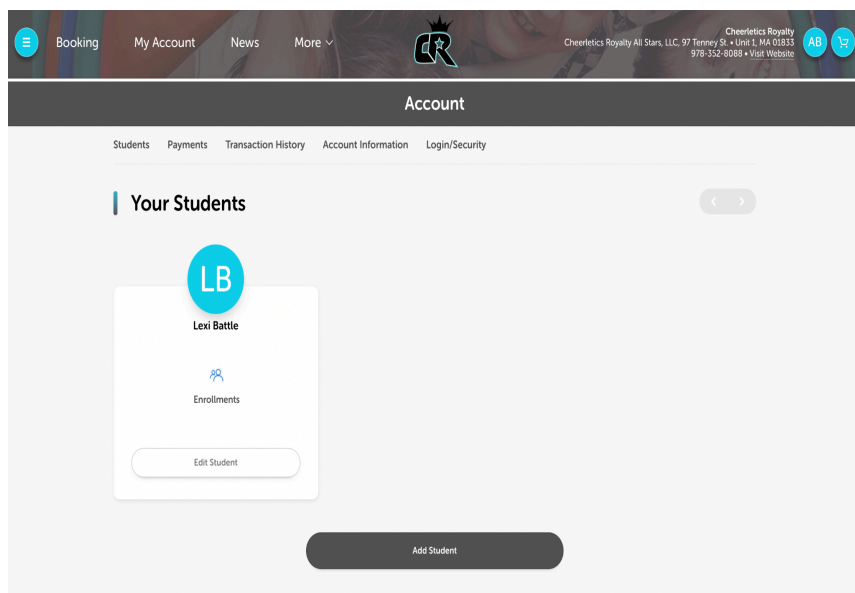 Booking My Account News More
CR
Cheerletics Royalty
Cheerletics Royalty All Stars, LLC, 97 Tenney St. • Unit 1, MA 01833
978-352-8088 • Visit Website
AB
Account
Students Payments Transaction History Account Information Login/Security
Your Students
LB
Lexi Battle
Enrollments
Edit Student
Add Student